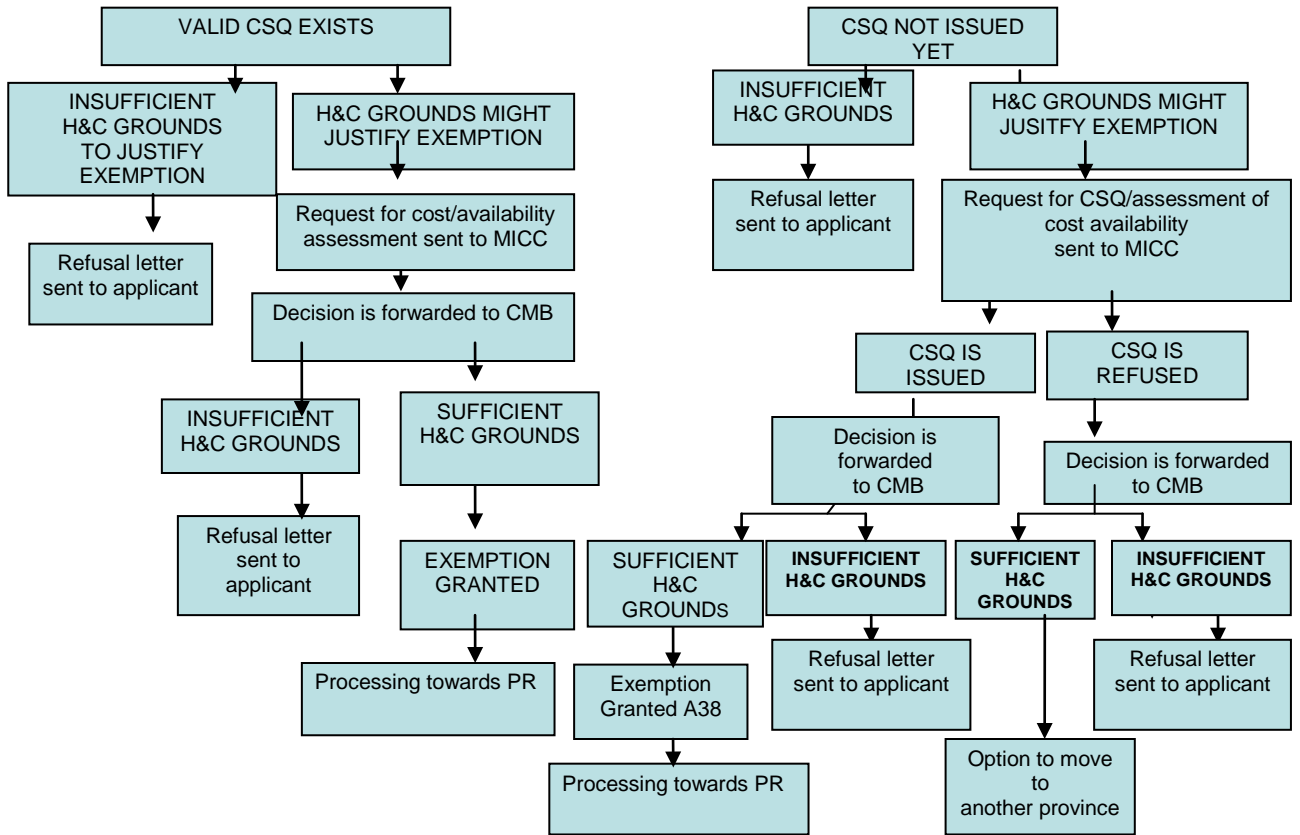 VALID CSQ EXISTS
INSUFFICIENT
H&C GROUNDS
TO JUSTIFY
EXEMPTION
H&C GROUNDS MIGHT
JUSTIFY EXEMPTION
Refusal letter
sent to applicant
Request for cost/availability
assessment sent to MICC
Decision is forwarded to CMB
INSUFFICIENT
H&C GROUNDS
SUFFICIENT
H&C GROUNDS
Refusal letter
sent to
applicant
EXEMPTION
GRANTED
Processing towards PR
CSQ NOT ISSUED
YET
INSUFFICIENT
H&C GROUNDS
H&C GROUNDS MIGHT
JUSITFY EXEMPTION
Refusal letter
sent to applicant
Request for CSQ/assessment of
cost availability
sent to MICC
CSQ IS
ISSUED
CSQ IS
REFUSED
Decision is
forwarded
to CMB
Decision is forwarded
to CMB
SUFFICIENT
H&C
GROUNDS
INSUFFICIENT
H&C GROUNDS
SUFFICIENT
H&C
GROUNDS
INSUFFICIENT
H&C GROUNDS
Exemption
Granted A38
Refusal letter
sent to applicant
Refusal letter
sent to applicant
Processing towards PR
Option to move
to
another province